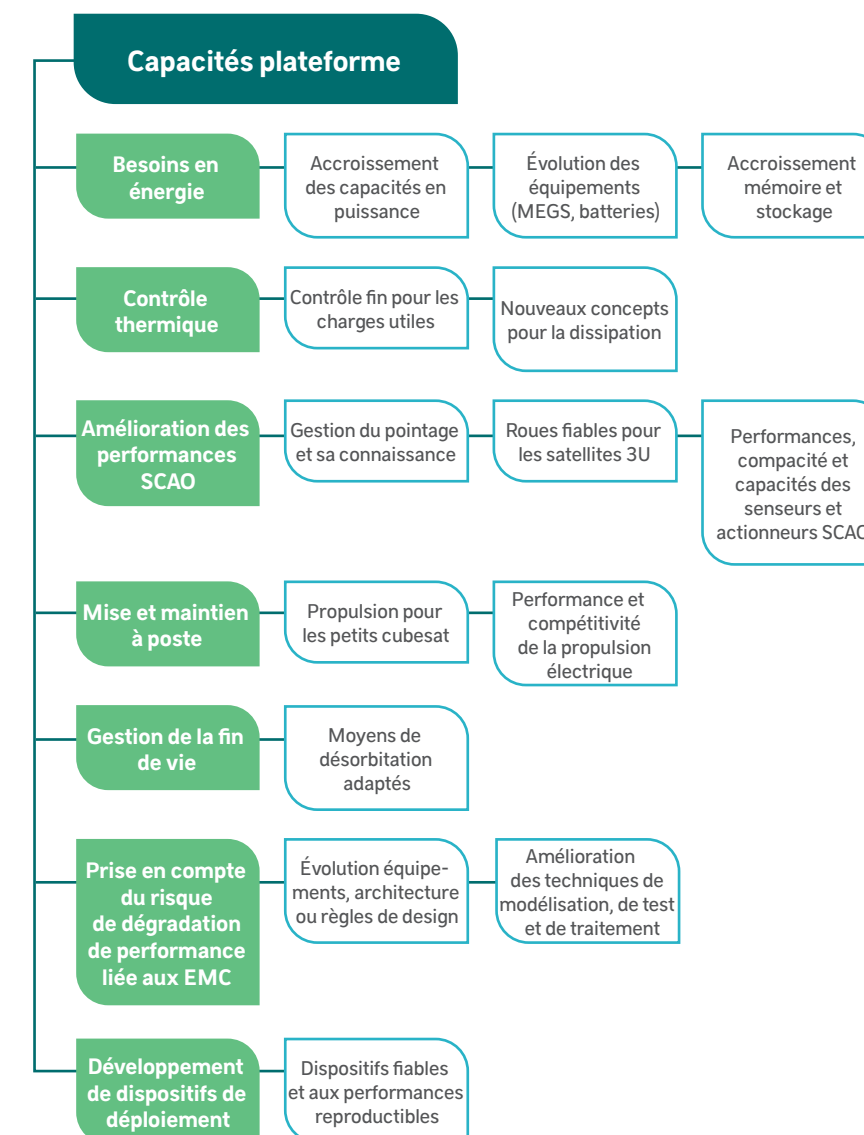 Capacités plateforme
Besoins en
énergie
Accroissement
des capacités en
puissance
Évolution des
équipements
(MEGS, batteries)
Accroissement
mémoire et
stockage
Contrôle
thermique
Contrôle fin pour les
charges utiles
Nouveaux concepts
pour la dissipation
Amélioration des
performances
SCAO
Gestion du pointage
et sa connaissance
Roues fiables pour
les satellites 3U
Performances,
compacité et
capacités des
senseurs et
actionneurs SCAO
Mise et maintien
à poste
Propulsion pour
les petits cubesat
Performance et
compétitivité
de la propulsion
électrique
Gestion de la fin
de vie
Moyens de
désorbitation
adaptés
Prise en compte
du risque
de dégradation
de performance
liée aux EMC
Évolution équipe-
ments, architecture
ou règles de design
Amélioration
des techniques de
modélisation, de test
et de traitement
Développement
de dispositifs de
déploiement
Dispositifs fiables
et aux performances
reproductibles